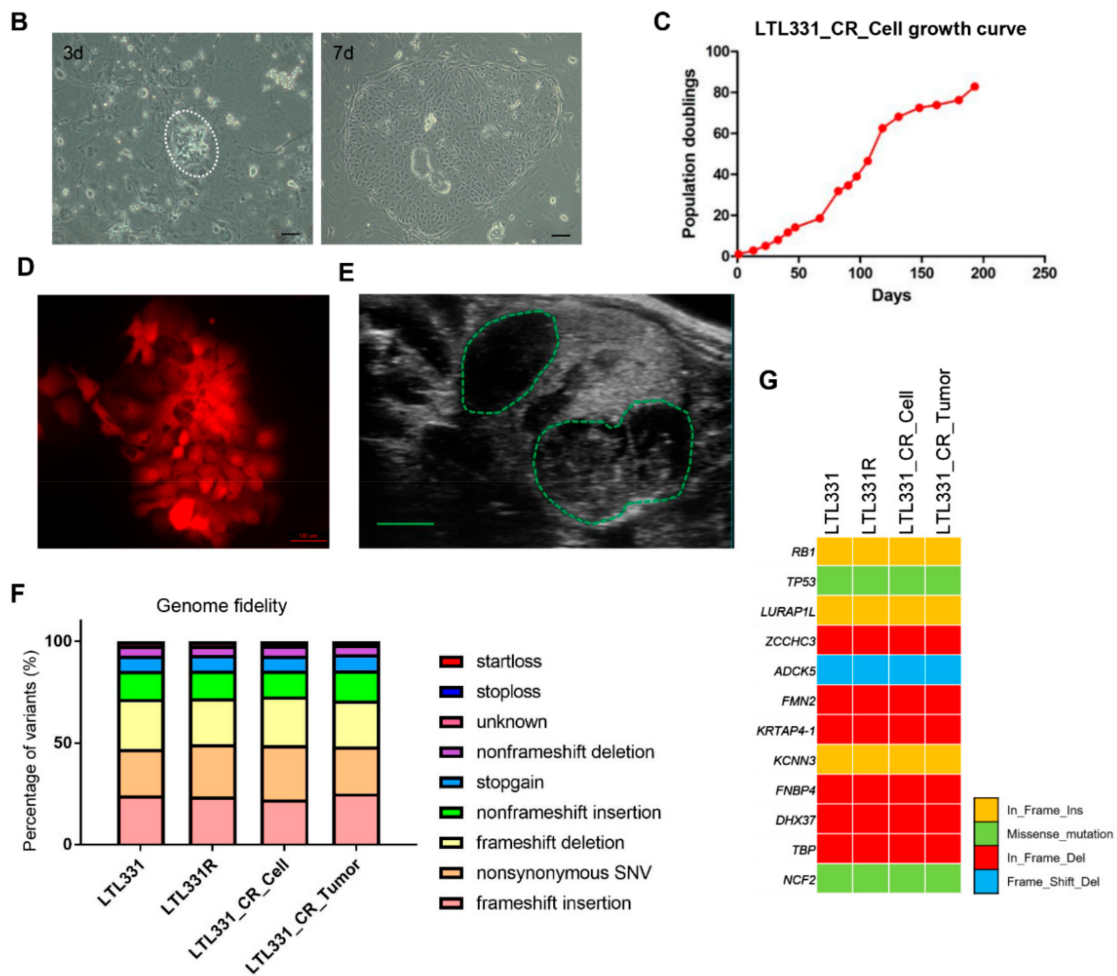 B
3d
7d
C
LTL331_CR_Cell growth curve
Population doublings
100
80
60
40
20
0
0
50
100
150
200
250
Days
D
E
F
Genome fidelity
Percentage of variants (%)
100
50
0
LTL331
LTL331R
LTL331_CR_Cell
LTL331_CR_Tumor
startloss
stoploss
unknown
nonframeshift deletion
stopgain
nonframeshift insertion
frameshift deletion
nonsynonymous SNV
frameshift insertion
G
LTL331
LTL331R
LTL331_CR_Cell
LTL331_CR_Tumor
RB1
TP53
LURAP1L
ZCCHC3
ADCK5
FMN2
KRTAP4-1
KCNN3
FNBP4
DHX37
TBP
NCF2
In_Frame_Ins
Missense_mutation
In_Frame_Del
Frame_Shift_Del